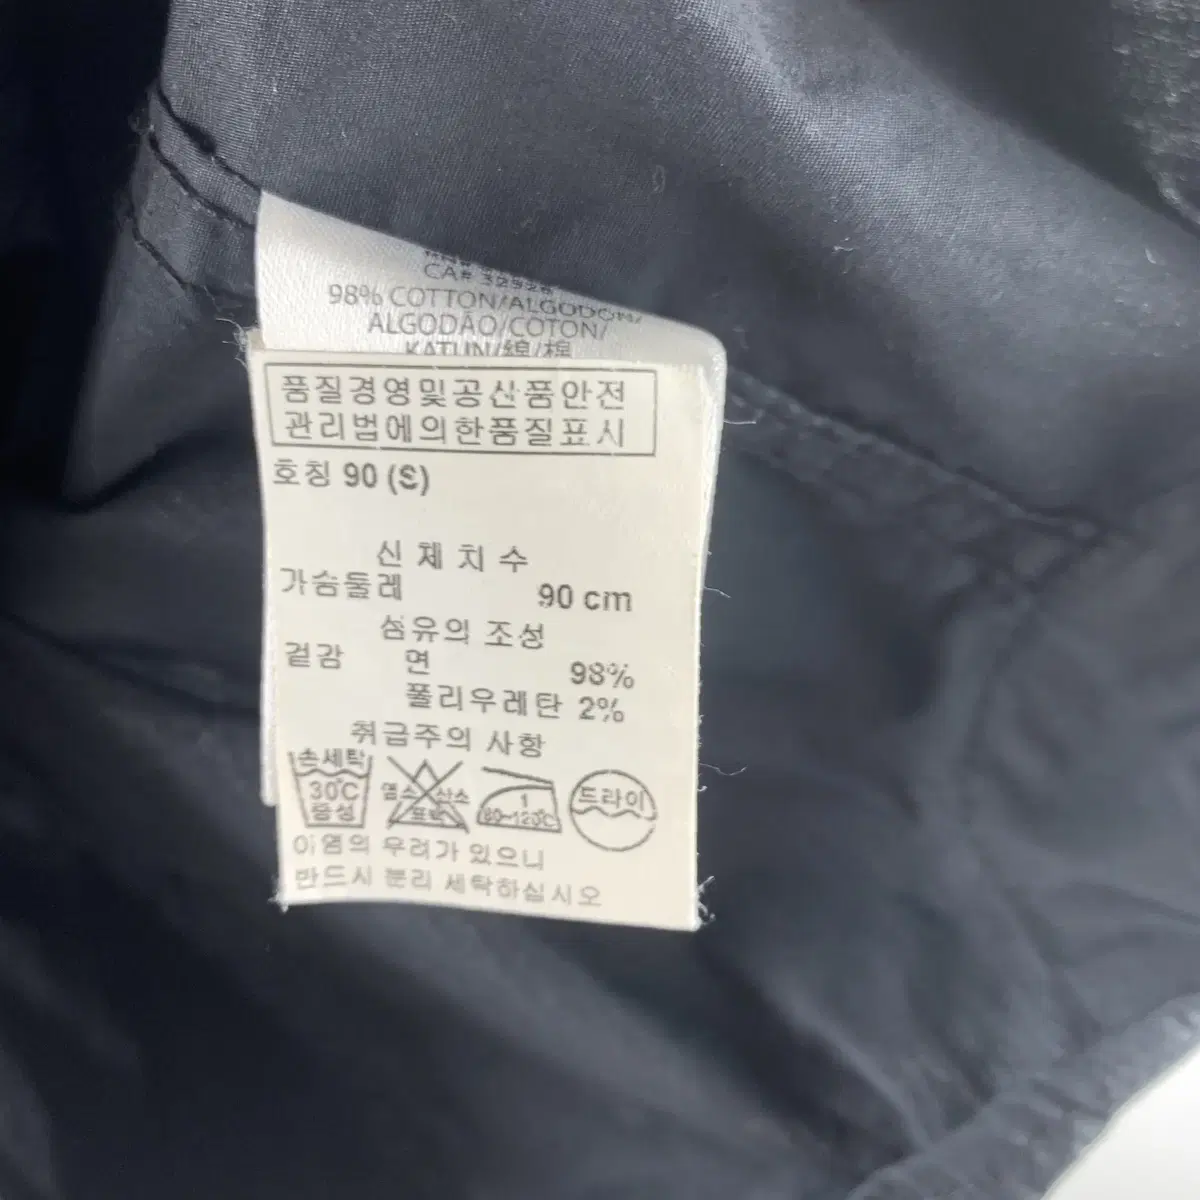 CA# 32928
98% COTTON/ALGODÓN/
ALGODÃO/COTON/
KATUN/綿/棉
품질경영및공산품안전
관리법에의한품질표시
호칭 90 (S)
신 체 치 수
가슴둘레 90 cm
섬유의 조성
겉감 면 98%
폴리우레탄 2%
취급주의 사항
손세탁 30℃ 중성
염소 산소 표백
1 80~120℃
드라이
이염의 우려가 있으니
반드시 분리 세탁하십시오